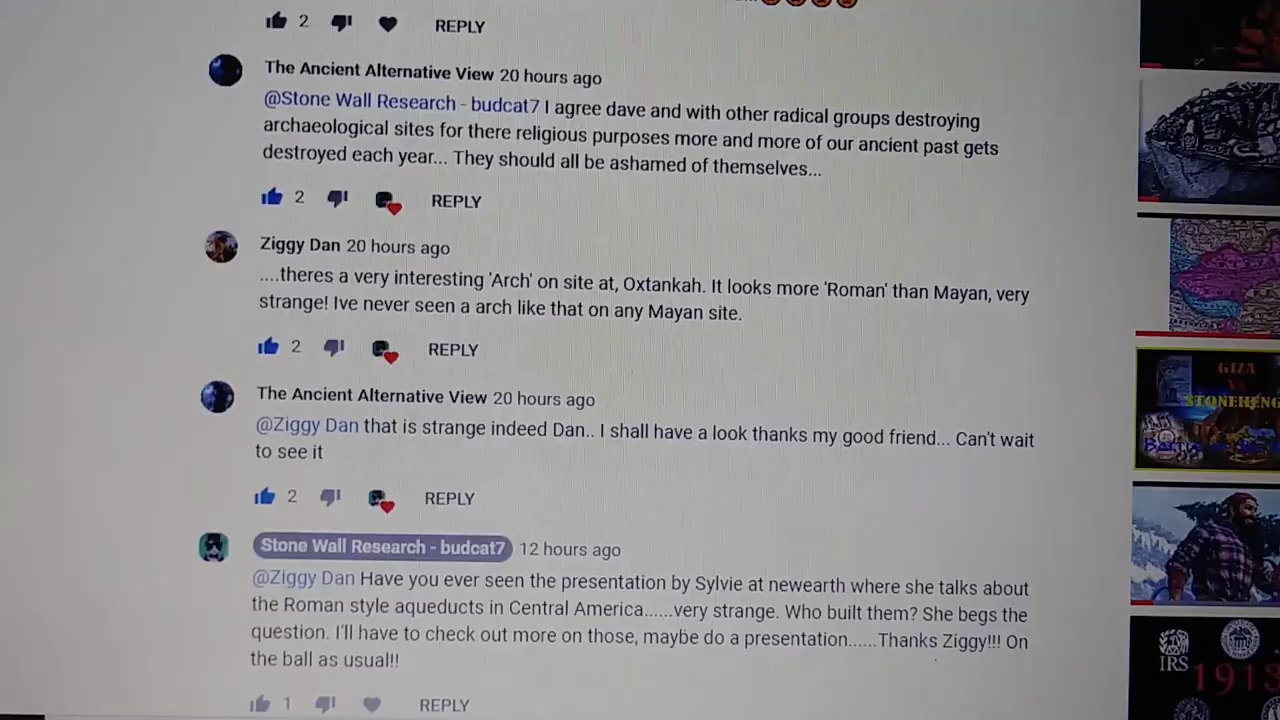 2 REPLY
The Ancient Alternative View 20 hours ago
@Stone Wall Research - budcat7 I agree dave and with other radical groups destroying
archaeological sites for there religious purposes more and more of our ancient past gets
destroyed each year... They should all be ashamed of themselves...
2 REPLY
Ziggy Dan 20 hours ago
....theres a very interesting 'Arch' on site at, Oxtankah. It looks more 'Roman' than Mayan, very
strange! Ive never seen a arch like that on any Mayan site.
2 REPLY
The Ancient Alternative View 20 hours ago
@Ziggy Dan that is strange indeed Dan.. I shall have a look thanks my good friend... Can't wait
to see it
2 REPLY
Stone Wall Research - budcat7 12 hours ago
@Ziggy Dan Have you ever seen the presentation by Sylvie at newearth where she talks about
the Roman style aqueducts in Central America......very strange. Who built them? She begs the
question. I'll have to check out more on those, maybe do a presentation......Thanks Ziggy!!! On
the ball as usual!!
1 REPLY
GIZA
STONEHENG
IRS
1913